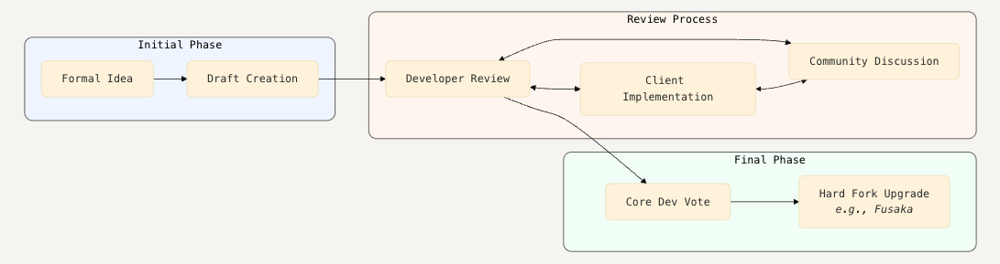 Initial Phase
Formal Idea
Draft Creation
Review Process
Developer Review
Client
Implementation
Community Discussion
Final Phase
Core Dev Vote
Hard Fork Upgrade
e.g., Fusaka